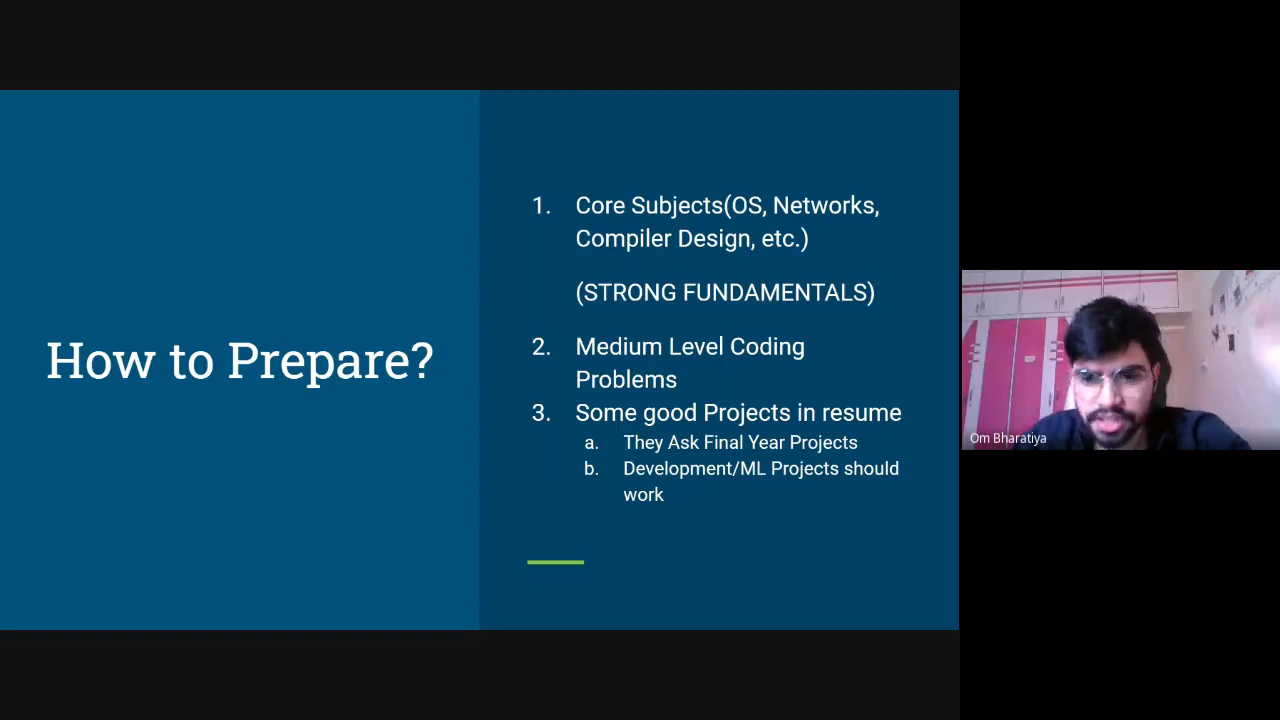 How to Prepare?
1. Core Subjects(OS, Networks,
Compiler Design, etc.)
(STRONG FUNDAMENTALS)
2. Medium Level Coding
Problems
3. Some good Projects in resume
a. They Ask Final Year Projects
b. Development/ML Projects should
work
Om Bharatiya